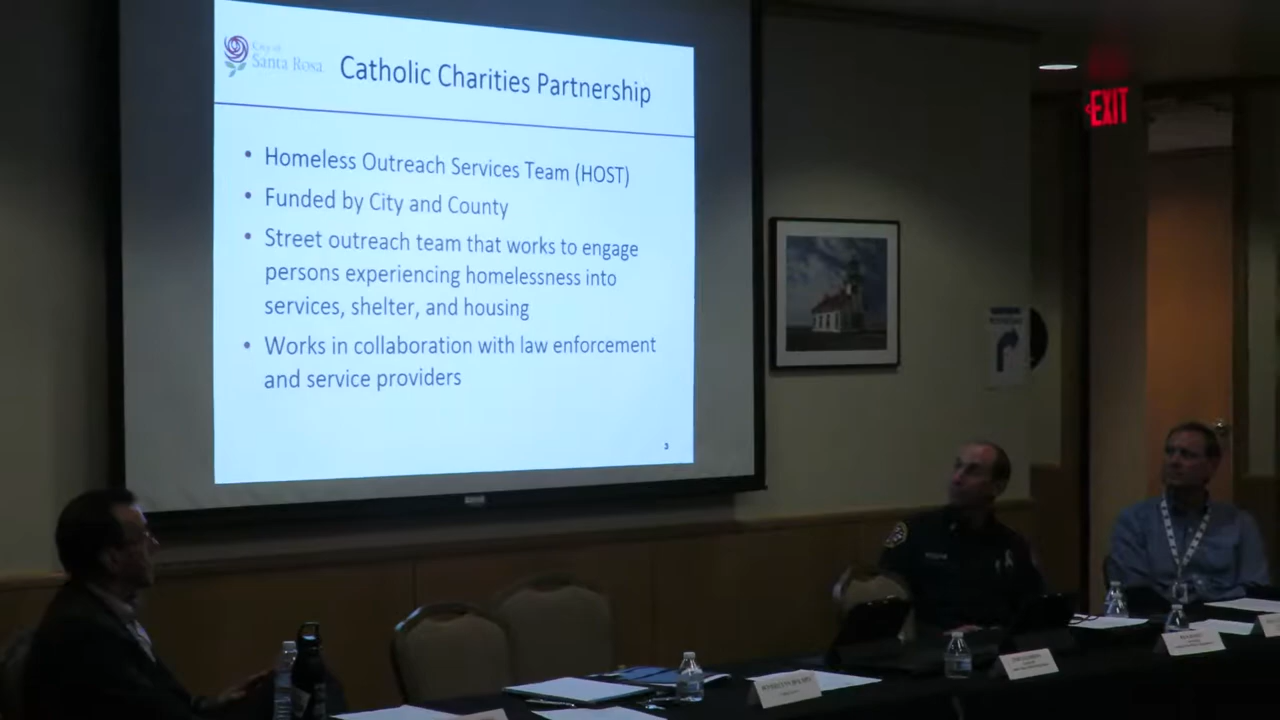 City of
Santa Rosa
Catholic Charities Partnership
• Homeless Outreach Services Team (HOST)
• Funded by City and County
• Street outreach team that works to engage
persons experiencing homelessness into
services, shelter, and housing
• Works in collaboration with law enforcement
and service providers
3
EXIT